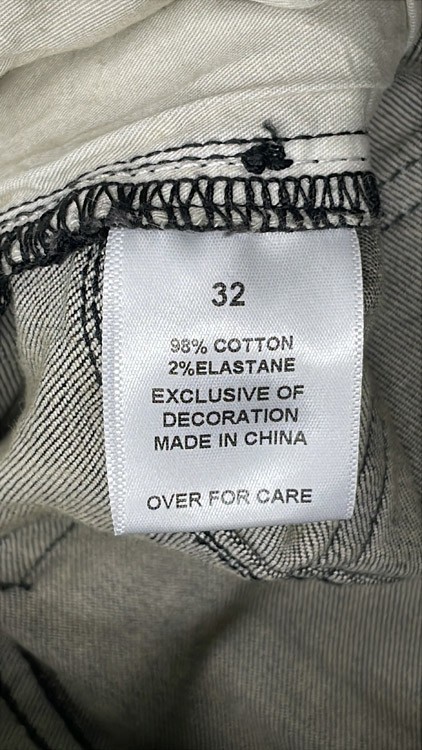 32
98% COTTON
2%ELASTANE
EXCLUSIVE OF
DECORATION
MADE IN CHINA
OVER FOR CARE